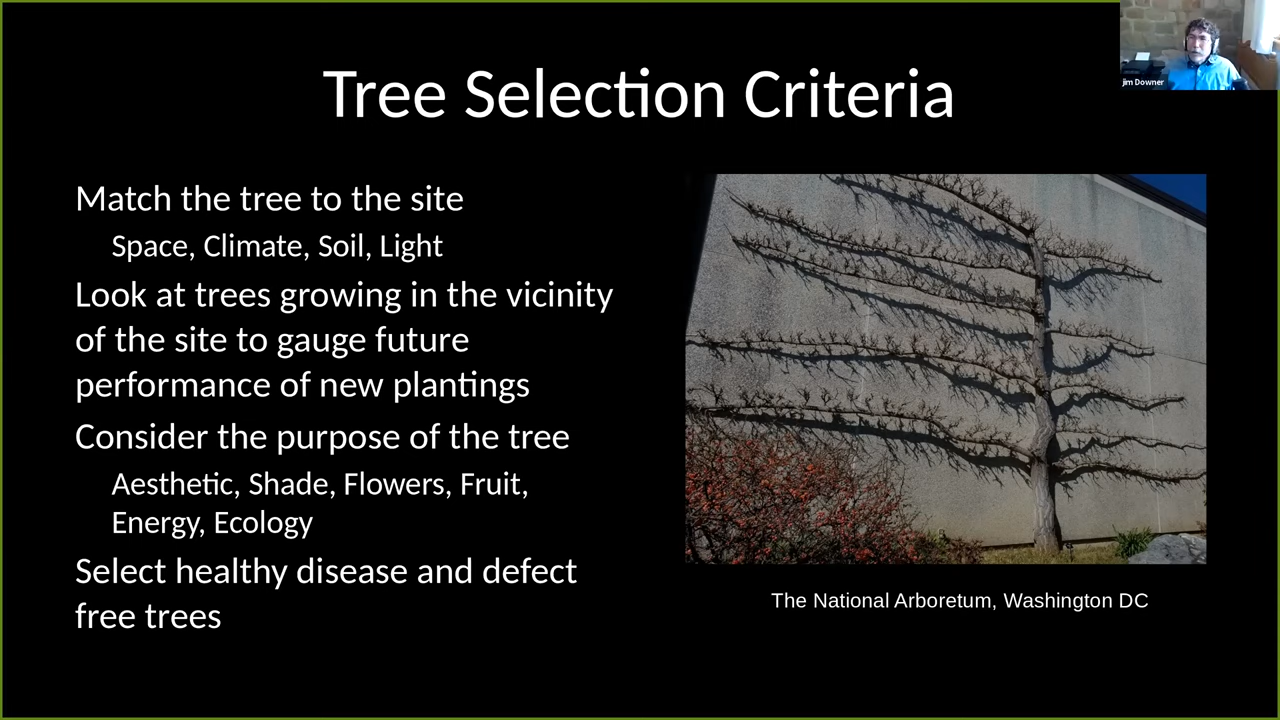 Jim Downer
Tree Selection Criteria
Match the tree to the site
Space, Climate, Soil, Light
Look at trees growing in the vicinity
of the site to gauge future
performance of new plantings
Consider the purpose of the tree
Aesthetic, Shade, Flowers, Fruit,
Energy, Ecology
Select healthy disease and defect
free trees
The National Arboretum, Washington DC